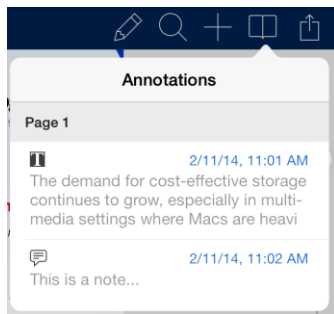 Annotations
Page 1
2/11/14, 11:01 AM
The demand for cost-effective storage
continues to grow, especially in multi-
media settings where Macs are heavi
2/11/14, 11:02 AM
This is a note...